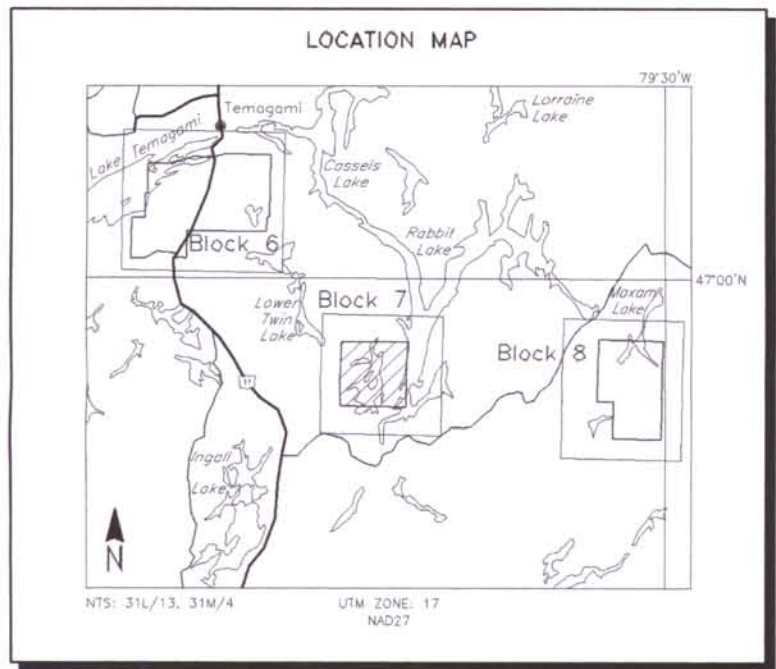 LOCATION MAP
79°30'W
Temagami
Lorraine
Lake
Lake Temagami
Cassels
Lake
Rabbit
Lake
Block 6
47°00'N
Lower
Twin
Lake
Block 7
Maxam
Lake
Block 8
11
Ingall
Lake
N
NTS: 31L/13, 31M/4
UTM ZONE: 17
NAD27